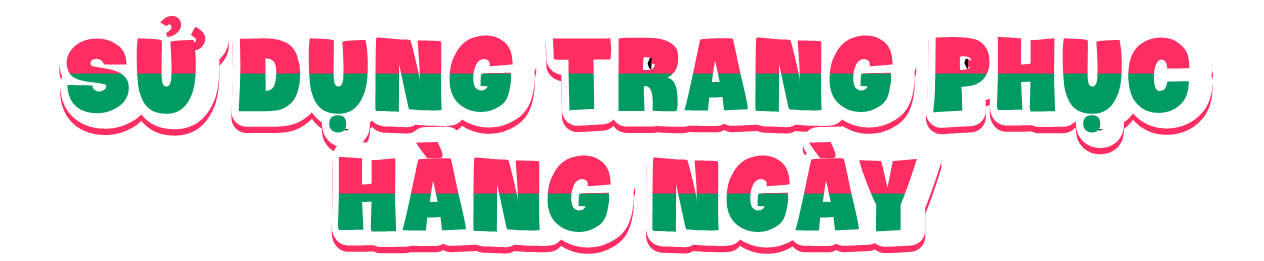 SỬ DỤNG TRANG PHỤC
HÀNG NGÀY